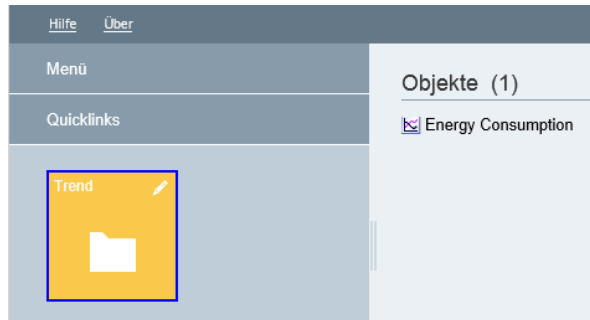 Hilfe Über
Menü
Quicklinks
Trend
Objekte (1)
Energy Consumption